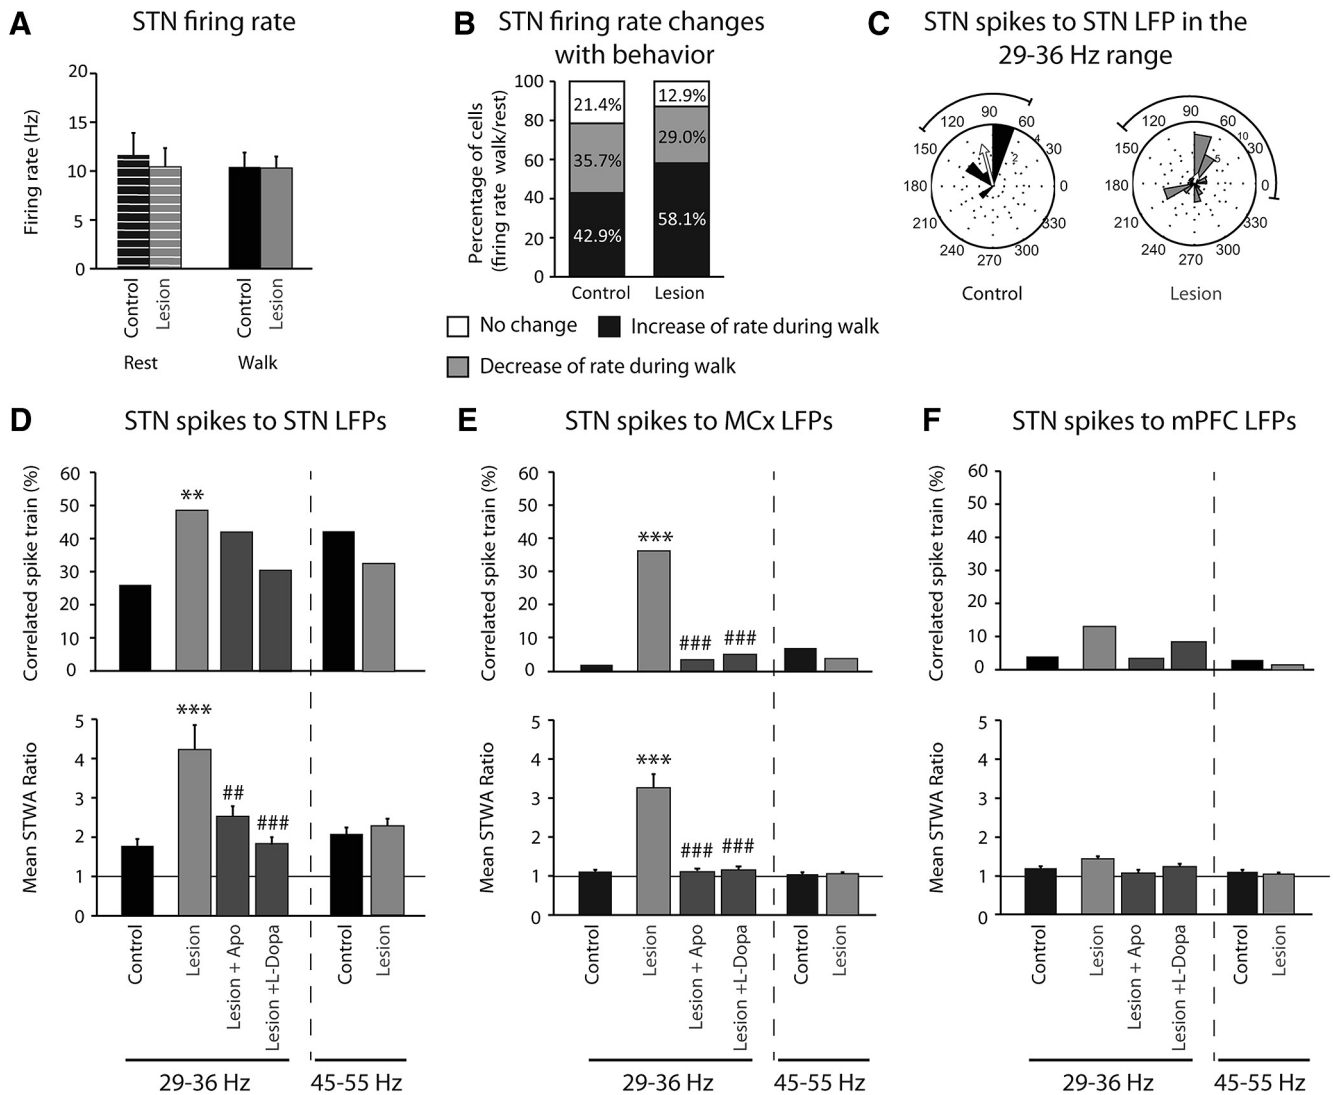 A
STN firing rate
Firing rate (Hz)
20
15
10
5
0
Control
Lesion
Control
Lesion
Rest
Walk
B
STN firing rate changes
with behavior
Percentage of cells
(firing rate walk/rest)
100
80
60
40
20
0
21.4%
35.7%
42.9%
12.9%
29.0%
58.1%
Control
Lesion
No change
Increase of rate during walk
Decrease of rate during walk
C
STN spikes to STN LFP in the
29-36 Hz range
90
120
60
150
30
180
0
210
330
240
300
270
4
2
Control
90
120
60
150
30
180
0
210
330
240
300
270
10
5
Lesion
D
STN spikes to STN LFPs
Correlated spike train (%)
60
50
40
30
20
10
0
**
Mean STWA Ratio
5
4
3
2
1
0
***
##
###
Control
Lesion
Lesion + Apo
Lesion +L-Dopa
Control
Lesion
29-36 Hz
45-55 Hz
E
STN spikes to MCx LFPs
Correlated spike train (%)
60
50
40
30
20
10
0
***
###
###
Mean STWA Ratio
5
4
3
2
1
0
***
###
###
Control
Lesion
Lesion + Apo
Lesion +L-Dopa
Control
Lesion
29-36 Hz
45-55 Hz
F
STN spikes to mPFC LFPs
Correlated spike train (%)
60
50
40
30
20
10
0
Mean STWA Ratio
5
4
3
2
1
0
Control
Lesion
Lesion + Apo
Lesion +L-Dopa
Control
Lesion
29-36 Hz
45-55 Hz